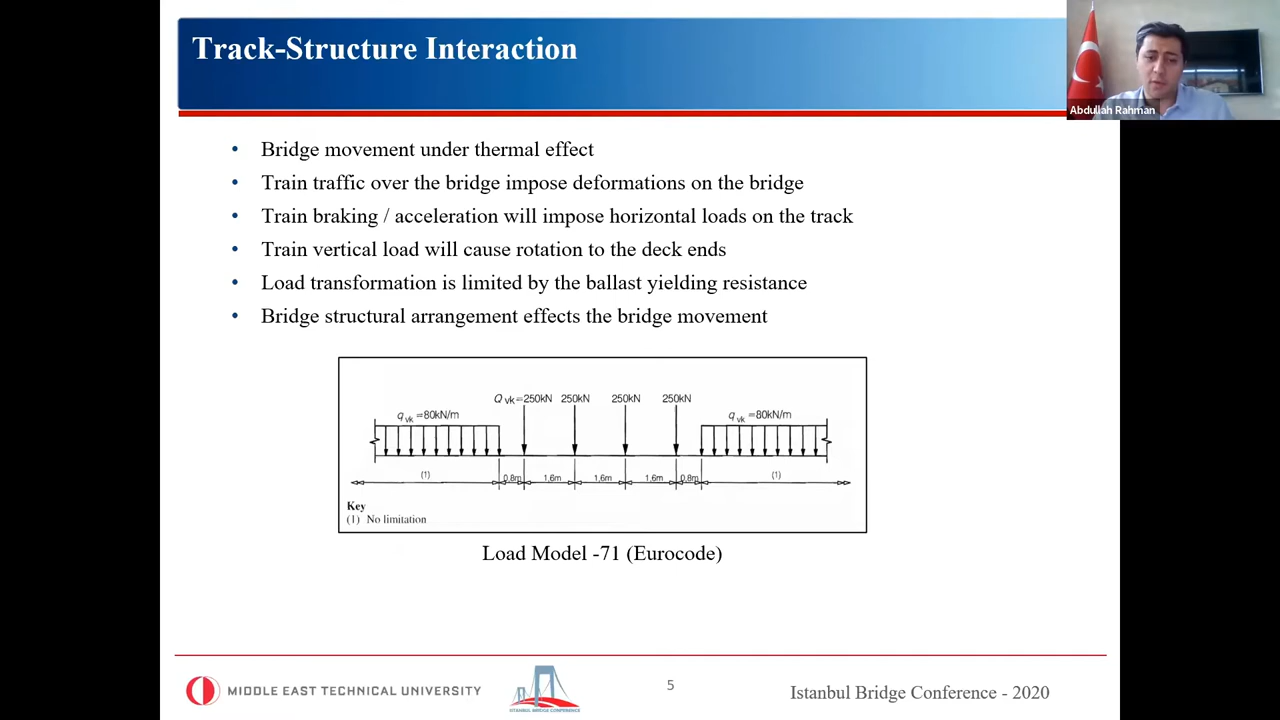 Track-Structure Interaction
Abdullah Rahman
• Bridge movement under thermal effect
• Train traffic over the bridge impose deformations on the bridge
• Train braking / acceleration will impose horizontal loads on the track
• Train vertical load will cause rotation to the deck ends
• Load transformation is limited by the ballast yielding resistance
• Bridge structural arrangement effects the bridge movement
Q vk=250kN 250kN 250kN 250kN
q vk =80kN/m q vk =80kN/m
(1) 0,8m 1,6m 1,6m 1,6m 0,8m (1)
Key
(1) No limitation
Load Model -71 (Eurocode)
MIDDLE EAST TECHNICAL UNIVERSITY
ISTANBUL BRIDGE CONFERENCE
5
Istanbul Bridge Conference - 2020